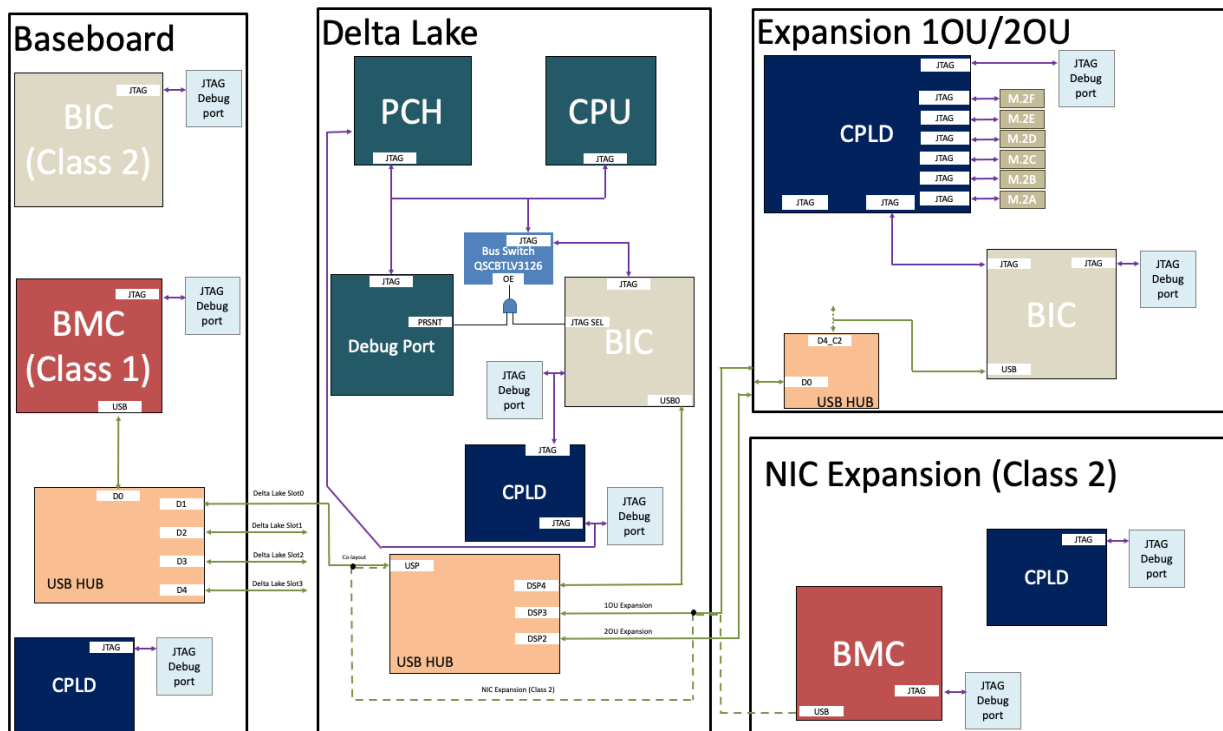 Baseboard
BIC
(Class 2)
JTAG
JTAG
Debug
port
BMC
(Class 1)
JTAG
USB
JTAG
Debug
port
D0
D1
D2
D3
D4
USB HUB
Delta Lake Slot0
Delta Lake Slot1
Delta Lake Slot2
Delta Lake Slot3
CPLD
JTAG
JTAG
Debug
port
Delta Lake
PCH
JTAG
CPU
JTAG
JTAG
Bus Switch
QSCBTLV3126
OE
JTAG
PRSNT
Debug Port
JTAG
JTAG SEL
BIC
USB0
JTAG
Debug
port
JTAG
CPLD
JTAG
JTAG
Debug
port
Co-layout
USP
DSP4
DSP3
DSP2
USB HUB
1OU Expansion
2OU Expansion
NIC Expansion (Class 2)
Expansion 1OU/2OU
CPLD
JTAG
JTAG
JTAG
JTAG
JTAG
JTAG
JTAG
JTAG
JTAG
JTAG
Debug
port
M.2F
M.2E
M.2D
M.2C
M.2B
M.2A
JTAG
JTAG
BIC
USB
JTAG
Debug
port
D4_C2
D0
USB HUB
NIC Expansion (Class 2)
JTAG
CPLD
JTAG
Debug
port
BMC
JTAG
USB
JTAG
Debug
port